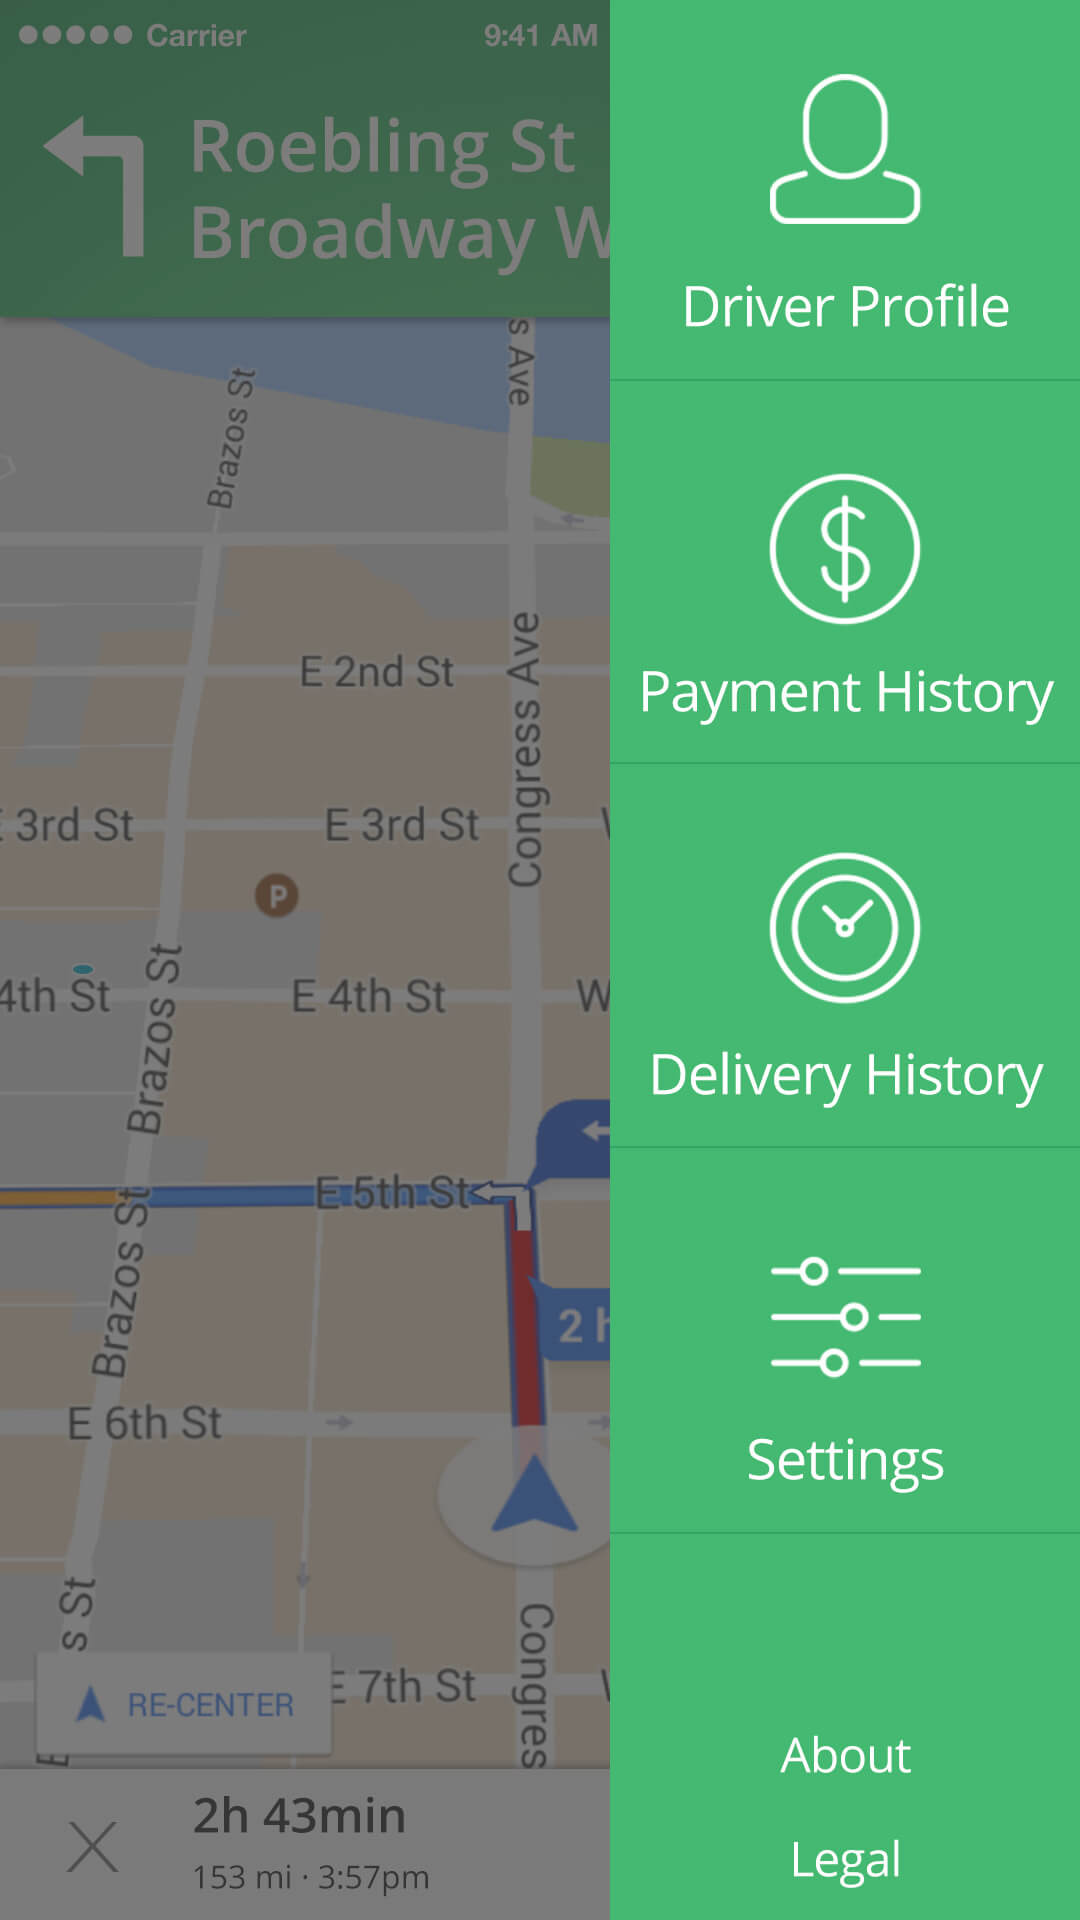 Carrier
9:41 AM
Roebling St
Broadway W
Driver Profile
s Ave
Brazos St
Payment History
E 2nd St
Congress Ave
E 3rd St
E 3rd St
P
Delivery History
4th St
E 4th St
W
Brazos St
E 5th St
Brazos St
2 h
Settings
E 6th St
s St
Congres
E 7th St
RE-CENTER
About
2h 43min
153 mi · 3:57pm
Legal